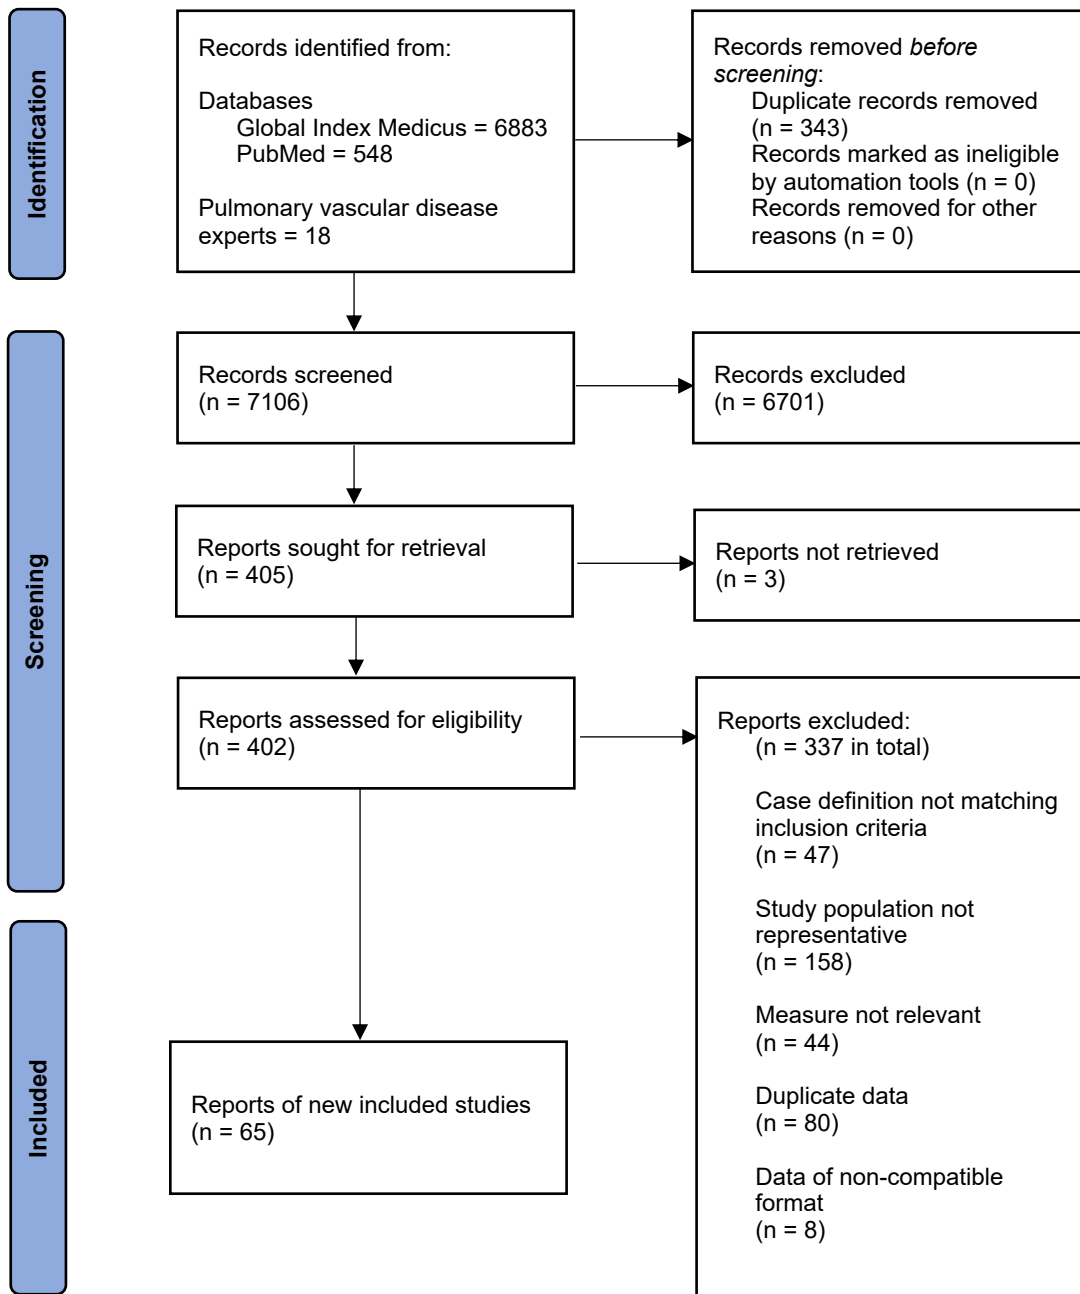 Identification
Records identified from:
Databases
Global Index Medicus = 6883
PubMed = 548
Pulmonary vascular disease
experts = 18
Records removed before
screening:
Duplicate records removed
(n = 343)
Records marked as ineligible
by automation tools (n = 0)
Records removed for other
reasons (n = 0)
Screening
Records screened
(n = 7106)
Records excluded
(n = 6701)
Reports sought for retrieval
(n = 405)
Reports not retrieved
(n = 3)
Reports assessed for eligibility
(n = 402)
Reports excluded:
(n = 337 in total)
Case definition not matching
inclusion criteria
(n = 47)
Study population not
representative
(n = 158)
Measure not relevant
(n = 44)
Duplicate data
(n = 80)
Data of non-compatible
format
(n = 8)
Included
Reports of new included studies
(n = 65)